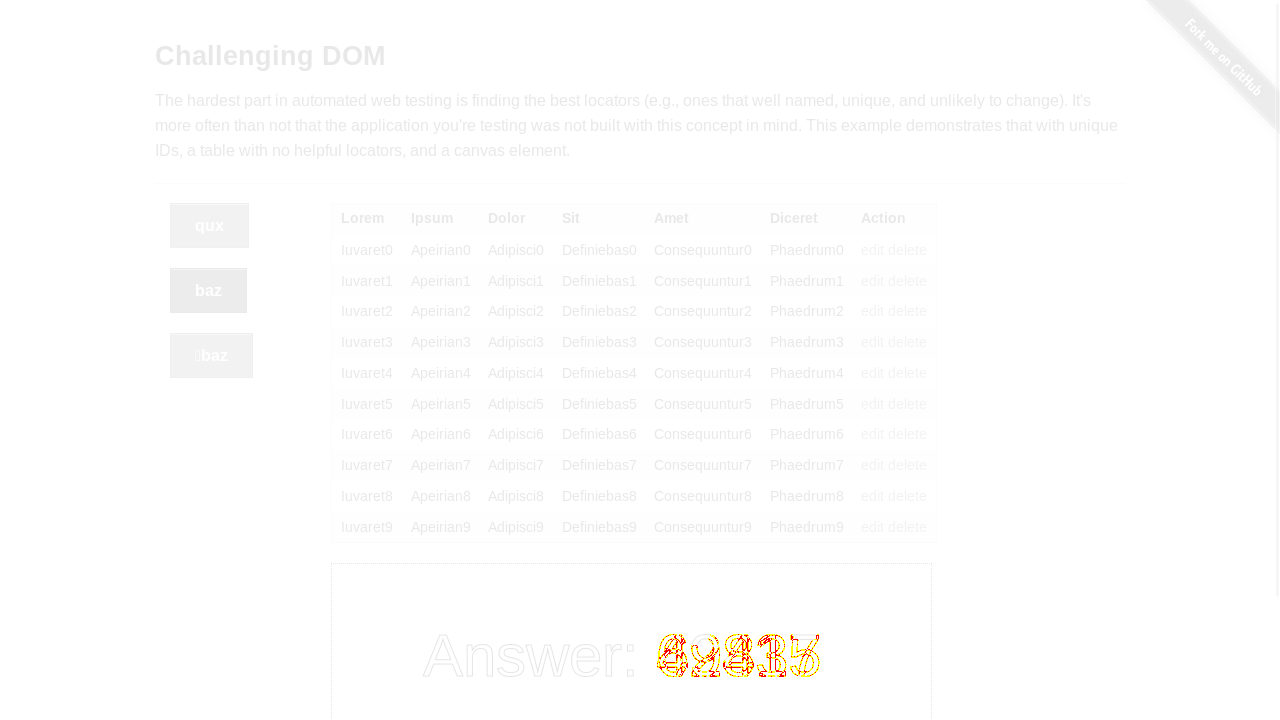 Fork me on GitHub
Challenging DOM
The hardest part in automated web testing is finding the best locators (e.g., ones that well named, unique, and unlikely to change). It's
more often than not that the application you're testing was not built with this concept in mind. This example demonstrates that with unique
IDs, a table with no helpful locators, and a canvas element.
qux
baz
baz
Lorem Ipsum Dolor Sit Amet Diceret Action
Iuvaret0 Apeirian0 Adipisci0 Definiebas0 Consequuntur0 Phaedrum0 edit delete
Iuvaret1 Apeirian1 Adipisci1 Definiebas1 Consequuntur1 Phaedrum1 edit delete
Iuvaret2 Apeirian2 Adipisci2 Definiebas2 Consequuntur2 Phaedrum2 edit delete
Iuvaret3 Apeirian3 Adipisci3 Definiebas3 Consequuntur3 Phaedrum3 edit delete
Iuvaret4 Apeirian4 Adipisci4 Definiebas4 Consequuntur4 Phaedrum4 edit delete
Iuvaret5 Apeirian5 Adipisci5 Definiebas5 Consequuntur5 Phaedrum5 edit delete
Iuvaret6 Apeirian6 Adipisci6 Definiebas6 Consequuntur6 Phaedrum6 edit delete
Iuvaret7 Apeirian7 Adipisci7 Definiebas7 Consequuntur7 Phaedrum7 edit delete
Iuvaret8 Apeirian8 Adipisci8 Definiebas8 Consequuntur8 Phaedrum8 edit delete
Iuvaret9 Apeirian9 Adipisci9 Definiebas9 Consequuntur9 Phaedrum9 edit delete
Answer: